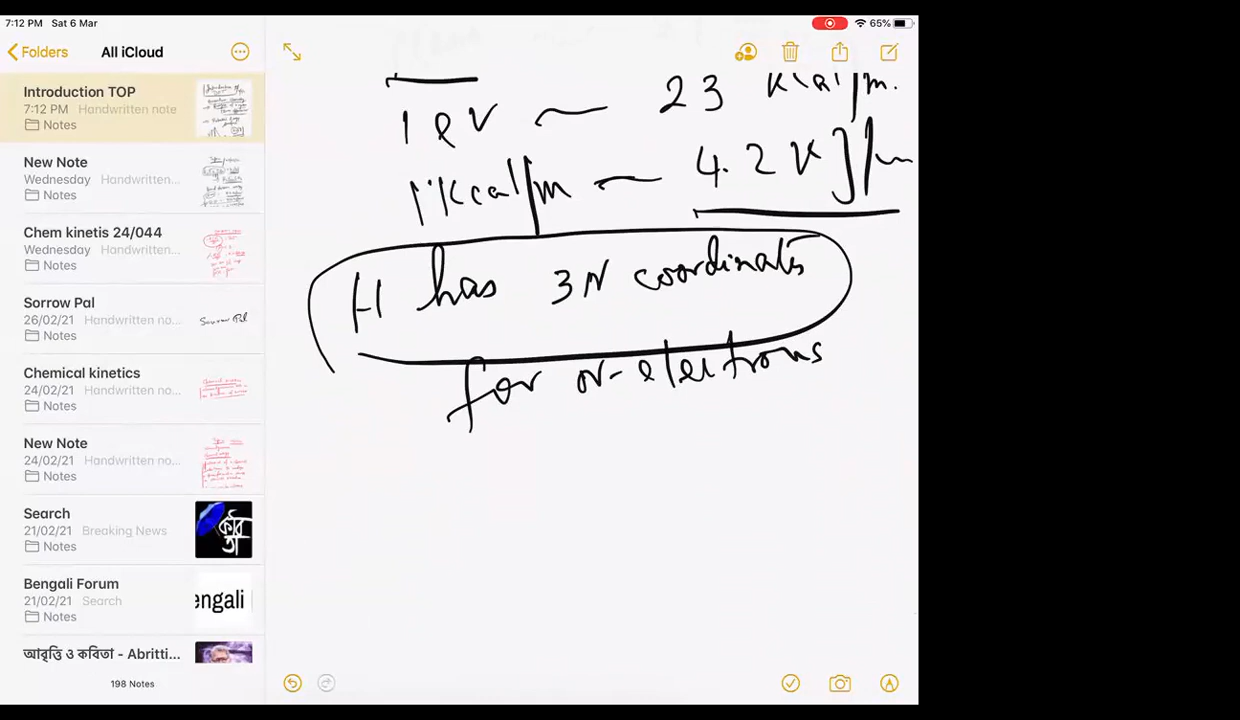 7:12 PM Sat 6 Mar
65%
Folders
All iCloud
Introduction TOP
7:12 PM Handwritten note
Notes
New Note
Wednesday Handwritten...
Notes
Chem kinetis 24/044
Wednesday Handwritten...
Notes
Sorrow Pal
26/02/21 Handwritten no...
Notes
Chemical kinetics
24/02/21 Handwritten no...
Notes
New Note
24/02/21 Handwritten no...
Notes
Search
21/02/21 Breaking News
Notes
Bengali Forum
21/02/21 Search
Notes
engali
আবৃত্তি ও কবিতা - Abritti...
198 Notes
1 eV ~ 23 Kcal/m.
1 Kcal/m ~ 4.2 KJ/m
H has 3N coordinates
for N-electrons